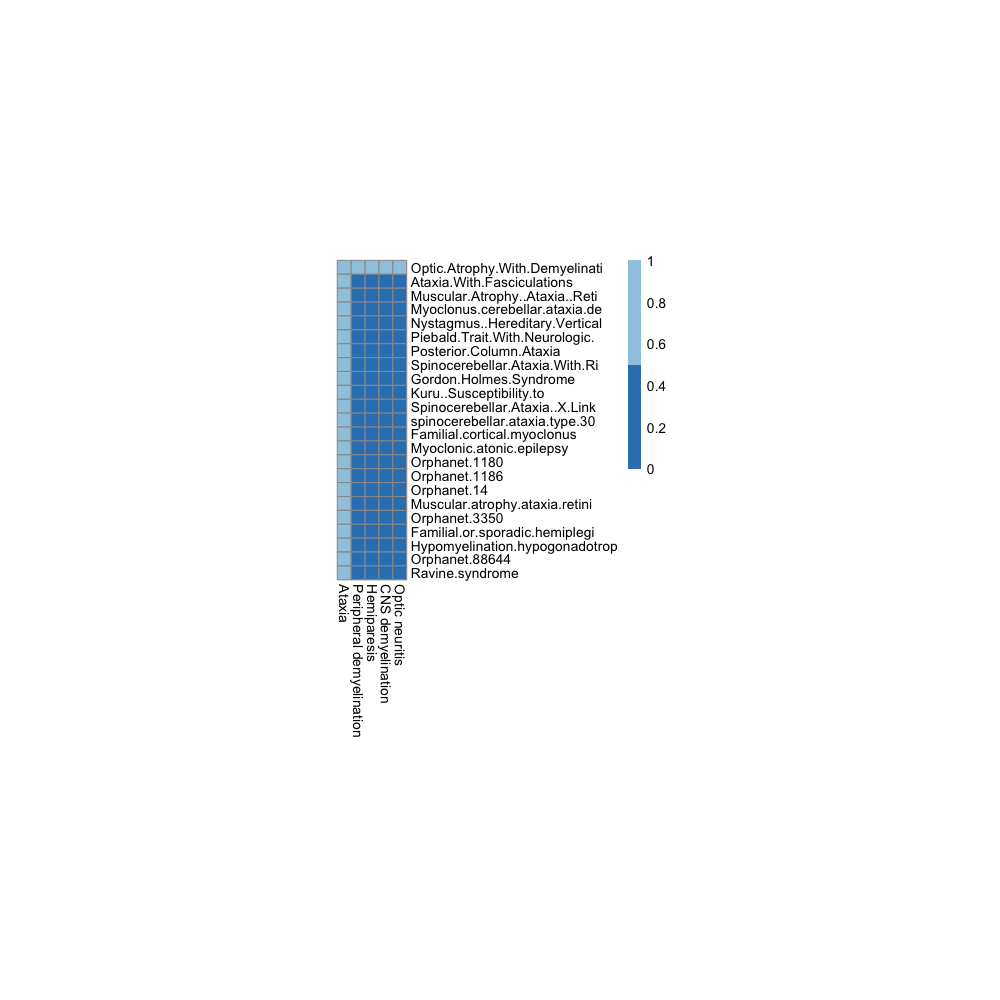 Optic.Atrophy.With.Demyelinati
Ataxia.With.Fasciculations
Muscular.Atrophy..Ataxia..Reti
Myoclonus.cerebellar.ataxia.de
Nystagmus..Hereditary.Vertical
Piebald.Trait.With.Neurologic.
Posterior.Column.Ataxia
Spinocerebellar.Ataxia.With.Ri
Gordon.Holmes.Syndrome
Kuru..Susceptibility.to
Spinocerebellar.Ataxia..X.Link
spinocerebellar.ataxia.type.30
Familial.cortical.myoclonus
Myoclonic.atonic.epilepsy
Orphanet.1180
Orphanet.1186
Orphanet.14
Muscular.atrophy.ataxia.retini
Orphanet.3350
Familial.or.sporadic.hemiplegi
Hypomyelination.hypogonadotrop
Orphanet.88644
Ravine.syndrome
1
0.8
0.6
0.4
0.2
0
Ataxia
Peripheral demyelination
Hemiparesis
CNS demyelination
Optic neuritis